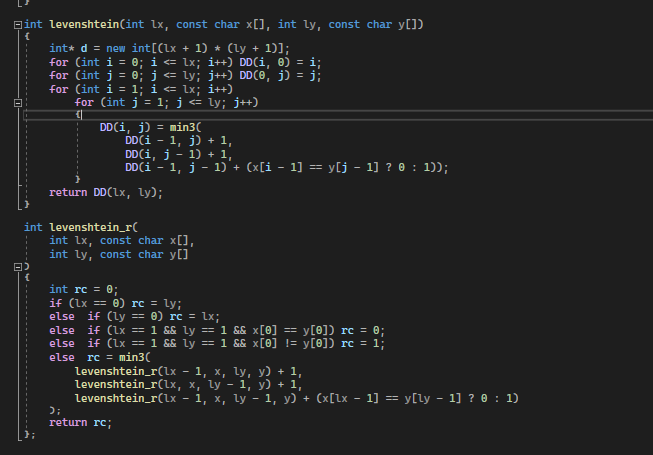 }
int levenshtein(int lx, const char x[], int ly, const char y[])
{
int* d = new int[(lx + 1) * (ly + 1)];
for (int i = 0; i <= lx; i++) DD(i, 0) = i;
for (int j = 0; j <= ly; j++) DD(0, j) = j;
for (int i = 1; i <= lx; i++)
for (int j = 1; j <= ly; j++)
{
DD(i, j) = min3(
DD(i - 1, j) + 1,
DD(i, j - 1) + 1,
DD(i - 1, j - 1) + (x[i - 1] == y[j - 1] ? 0 : 1));
}
return DD(lx, ly);
}
int levenshtein_r(
int lx, const char x[],
int ly, const char y[]
)
{
int rc = 0;
if (lx == 0) rc = ly;
else  if (ly == 0) rc = lx;
else  if (lx == 1 && ly == 1 && x[0] == y[0]) rc = 0;
else  if (lx == 1 && ly == 1 && x[0] != y[0]) rc = 1;
else  rc = min3(
levenshtein_r(lx - 1, x, ly, y) + 1,
levenshtein_r(lx, x, ly - 1, y) + 1,
levenshtein_r(lx - 1, x, ly - 1, y) + (x[lx - 1] == y[ly - 1] ? 0 : 1)
);
return rc;
};